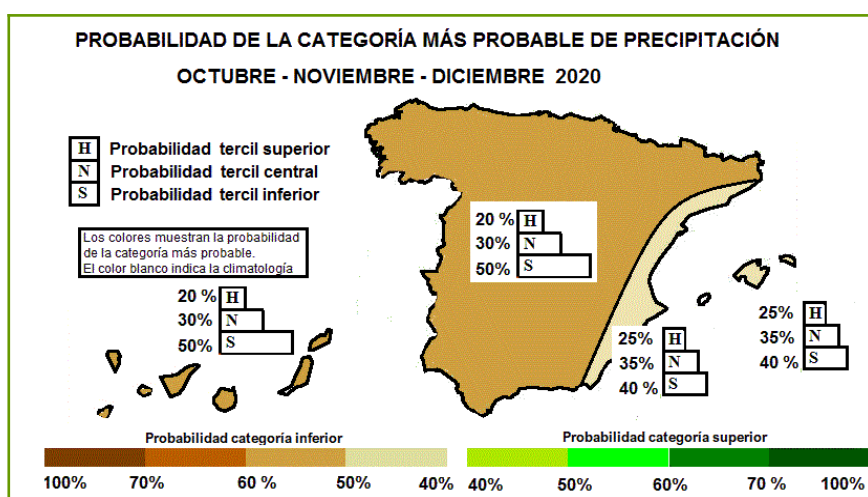 PROBABILIDAD DE LA CATEGORÍA MÁS PROBABLE DE PRECIPITACIÓN
OCTUBRE - NOVIEMBRE - DICIEMBRE 2020
H Probabilidad tercil superior
N Probabilidad tercil central
S Probabilidad tercil inferior
Los colores muestran la probabilidad
de la categoría más probable.
El color blanco indica la climatología
20 % H
30% N
50% S
20 % H
30% N
50% S
25% H
35% N
40 % S
25% H
35% N
40 % S
Probabilidad categoría inferior
100% 70% 60 % 50% 40%
Probabilidad categoría superior
40% 50% 60% 70 % 100%